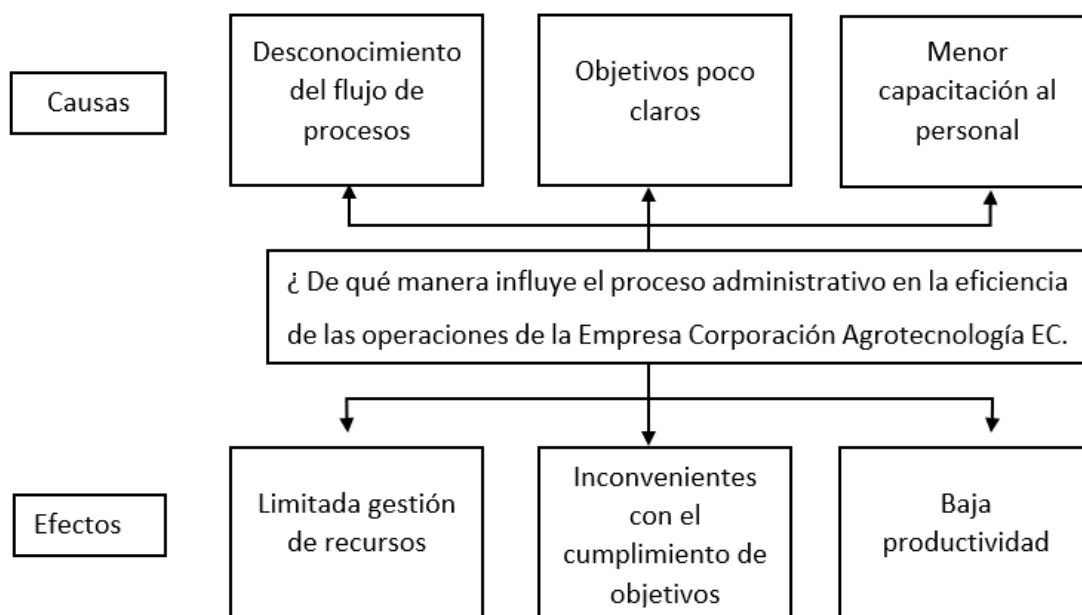 Causas
Desconocimiento
del flujo de
procesos
Objetivos poco
claros
Menor
capacitación al
personal
¿ De qué manera influye el proceso administrativo en la eficiencia
de las operaciones de la Empresa Corporación Agrotecnología EC.
Efectos
Limitada gestión
de recursos
Inconvenientes
con el
cumplimiento de
objetivos
Baja
productividad